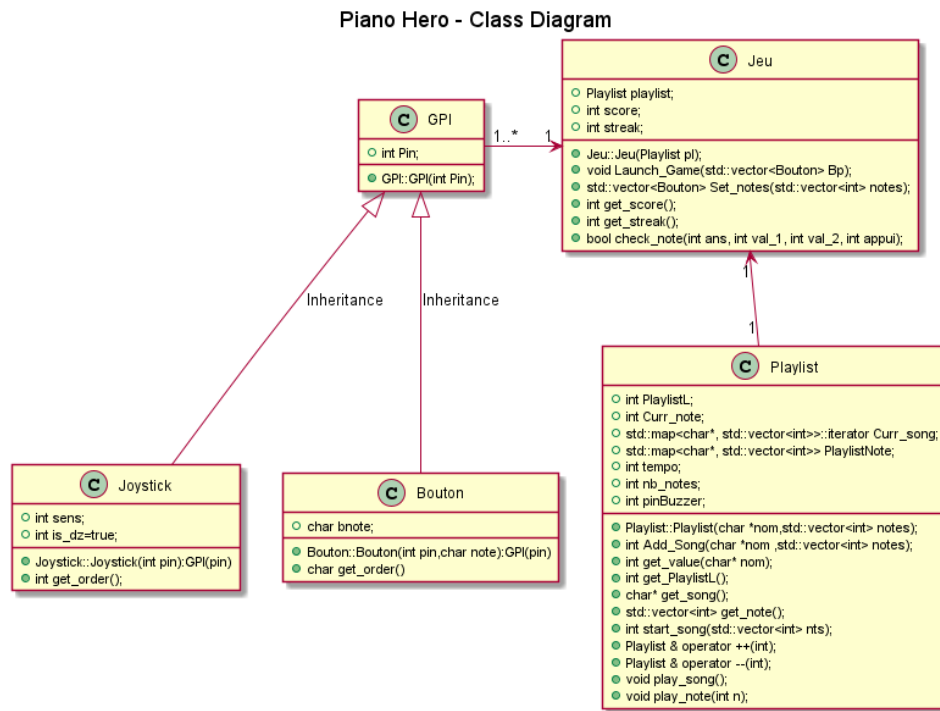 Piano Hero - Class Diagram
C GPI
int Pin;
GPI::GPI(int Pin);
1..* 1
C Jeu
Playlist playlist;
int score;
int streak;
Jeu::Jeu(Playlist pl);
void Launch_Game(std::vector<Bouton> Bp);
std::vector<Bouton> Set_notes(std::vector<int> notes);
int get_score();
int get_streak();
bool check_note(int ans, int val_1, int val_2, int appui);
Inheritance
Inheritance
1
1
C Joystick
int sens;
int is_dz=true;
Joystick::Joystick(int pin):GPI(pin)
int get_order();
C Bouton
char bnote;
Bouton::Bouton(int pin,char note):GPI(pin)
char get_order()
C Playlist
int PlaylistL;
int Curr_note;
std::map<char*, std::vector<int>>::iterator Curr_song;
std::map<char*, std::vector<int>> PlaylistNote;
int tempo;
int nb_notes;
int pinBuzzer;
Playlist::Playlist(char *nom,std::vector<int> notes);
int Add_Song(char *nom ,std::vector<int> notes);
int get_value(char* nom);
int get_PlaylistL();
char* get_song();
std::vector<int> get_note();
int start_song(std::vector<int> nts);
Playlist & operator ++(int);
Playlist & operator --(int);
void play_song();
void play_note(int n);